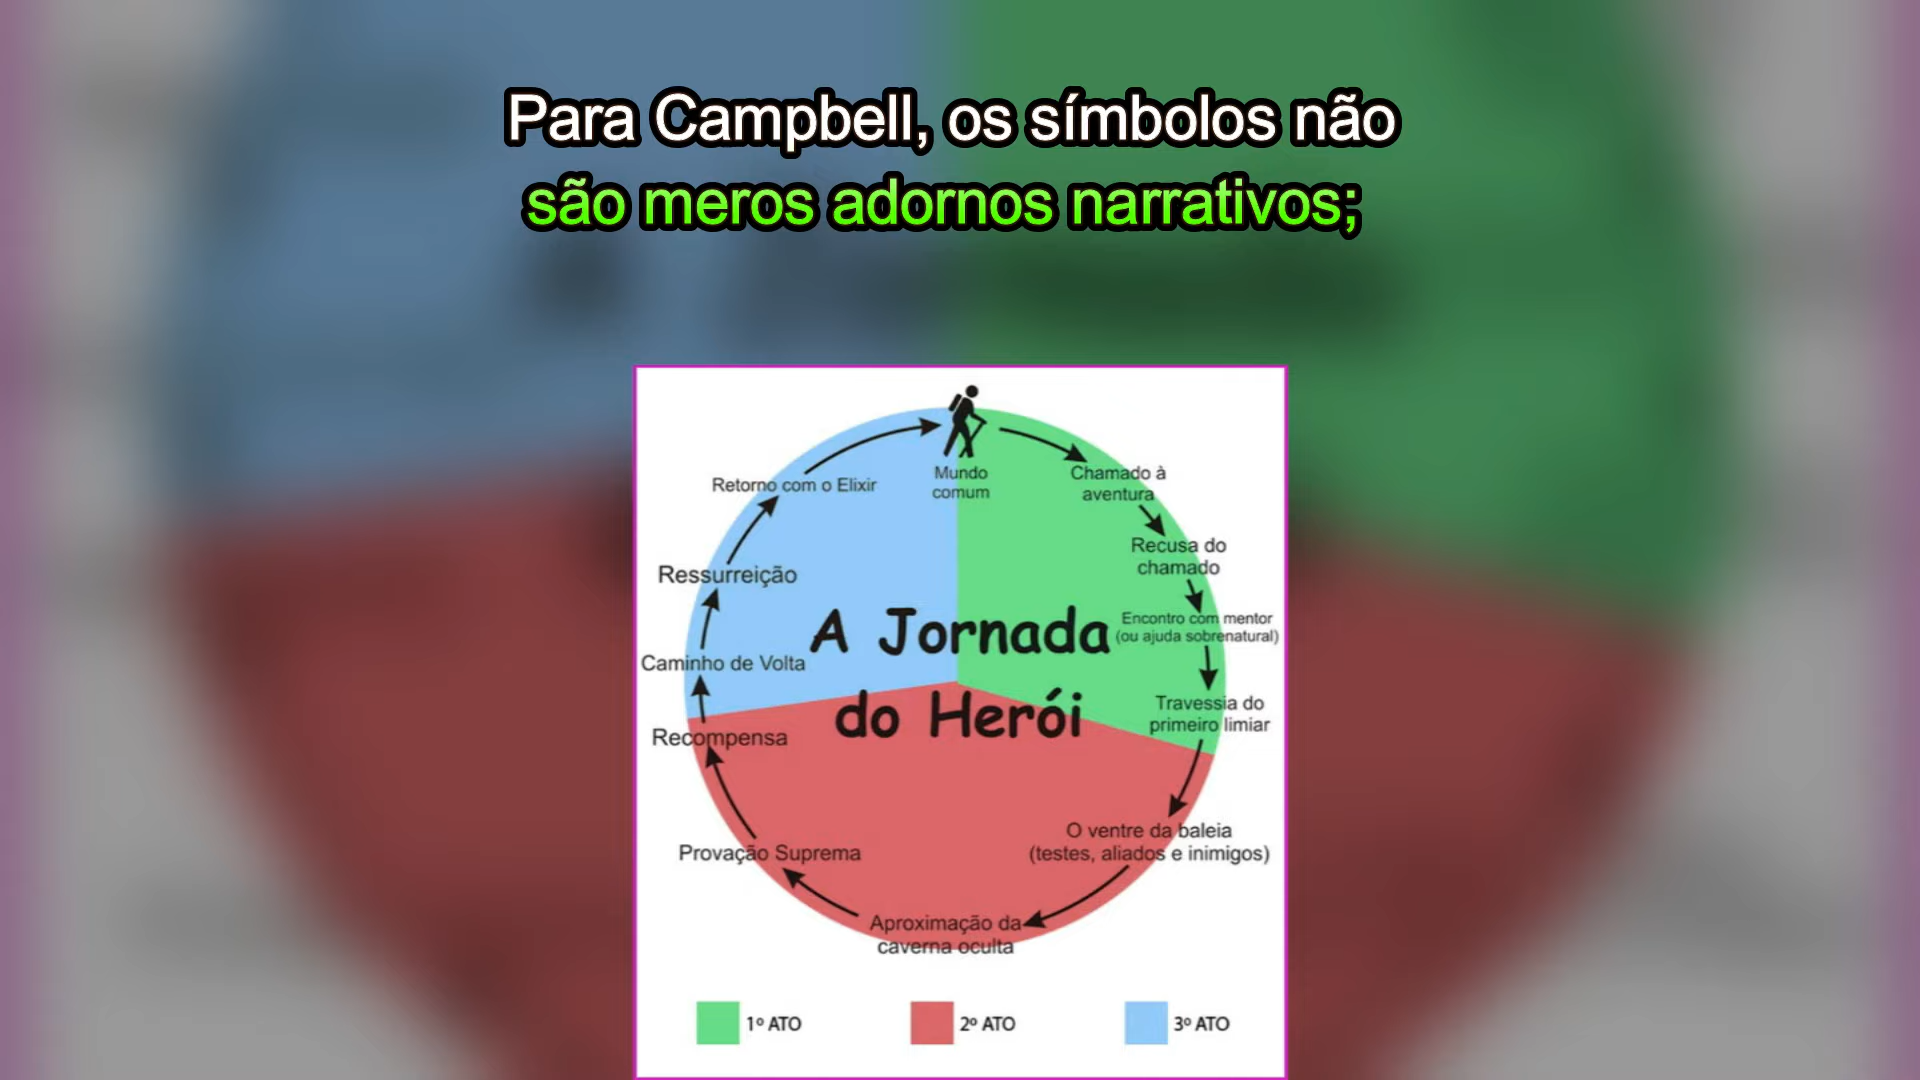 Para Campbell, os símbolos não
são meros adornos narrativos;
Mundo
comum
Chamado à
aventura
Recusa do
chamado
Encontro com mentor
(ou ajuda sobrenatural)
Travessia do
primeiro limiar
O ventre da baleia
(testes, aliados e inimigos)
Aproximação da
caverna oculta
Provação Suprema
Recompensa
Caminho de Volta
Ressurreição
Retorno com o Elixir
A Jornada
do Herói
1º ATO
2º ATO
3º ATO